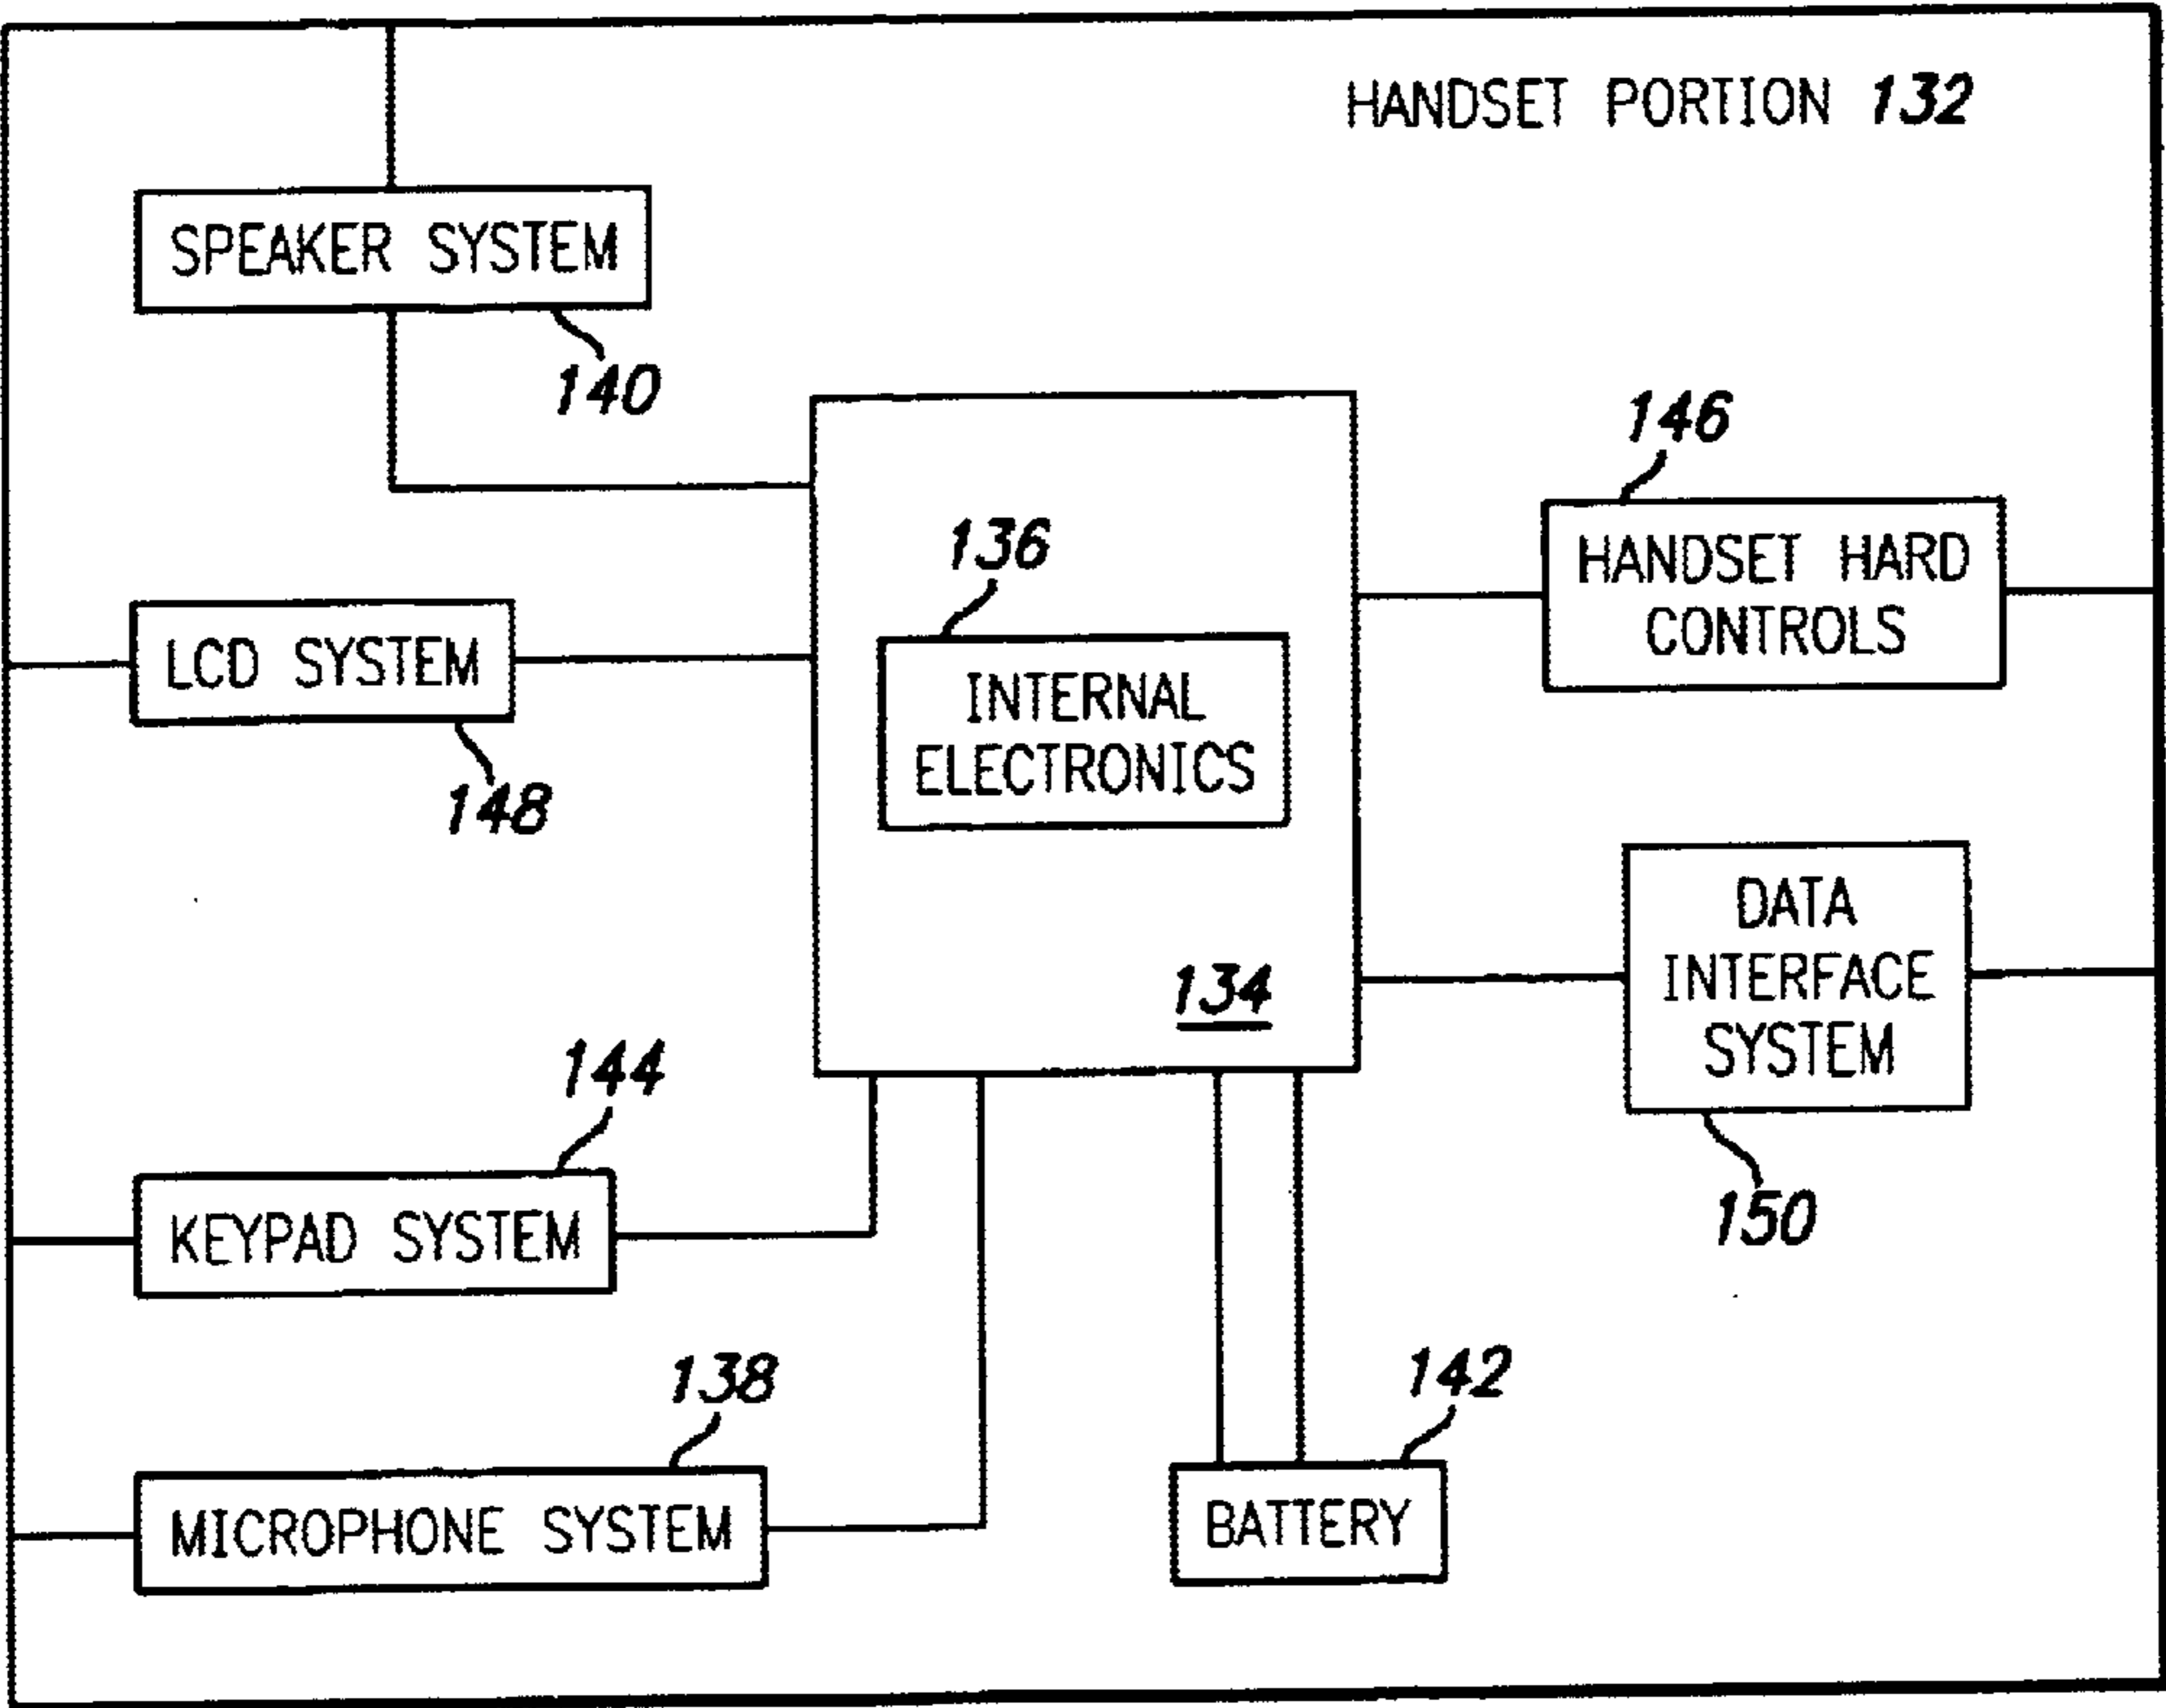 HANDSET PORTION 132
SPEAKER SYSTEM
140
146
HANDSET HARD
CONTROLS
136
INTERNAL
ELECTRONICS
134
LCD SYSTEM
148
DATA
INTERFACE
SYSTEM
150
144
KEYPAD SYSTEM
138
MICROPHONE SYSTEM
142
BATTERY